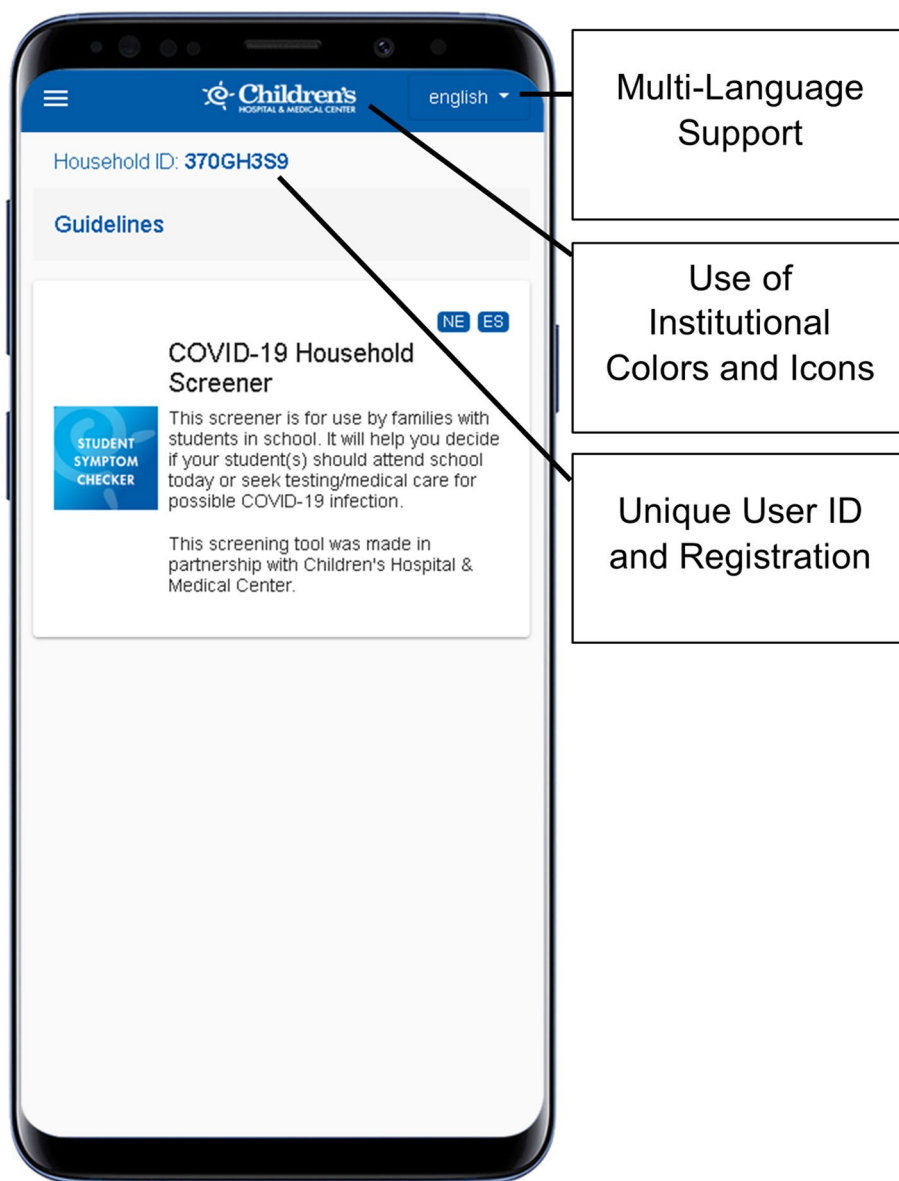 Children's
HOSPITAL & MEDICAL CENTER
english
Household ID: 370GH3S9
Guidelines
NE ES
COVID-19 Household
Screener
STUDENT
SYMPTOM
CHECKER
This screener is for use by families with
students in school. It will help you decide
if your student(s) should attend school
today or seek testing/medical care for
possible COVID-19 infection.
This screening tool was made in
partnership with Children's Hospital &
Medical Center.
Multi-Language
Support
Use of
Institutional
Colors and Icons
Unique User ID
and Registration